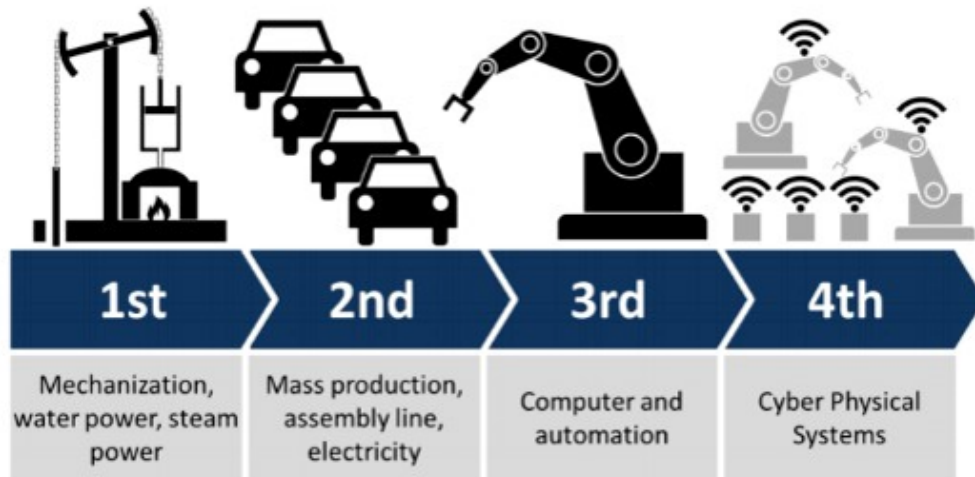 1st
2nd
3rd
4th
Mechanization,
water power, steam
power
Mass production,
assembly line,
electricity
Computer and
automation
Cyber Physical
Systems